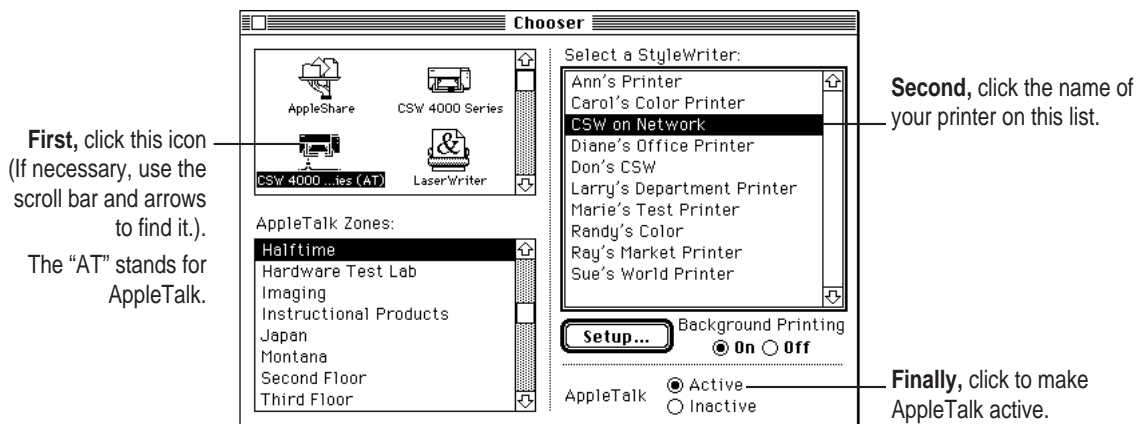 Chooser
First, click this icon
(If necessary, use the
scroll bar and arrows
to find it.).
The “AT” stands for
AppleTalk.
AppleShare
CSW 4000 Series
CSW 4000 ...ies (AT)
LaserWriter
AppleTalk Zones:
Halftime
Hardware Test Lab
Imaging
Instructional Products
Japan
Montana
Second Floor
Third Floor
Select a StyleWriter:
Ann's Printer
Carol's Color Printer
CSW on Network
Diane's Office Printer
Don's CSW
Larry's Department Printer
Marie's Test Printer
Randy's Color
Ray's Market Printer
Sue's World Printer
Setup...
Background Printing
On Off
AppleTalk
Active
Inactive
Second, click the name of
your printer on this list.
Finally, click to make
AppleTalk active.